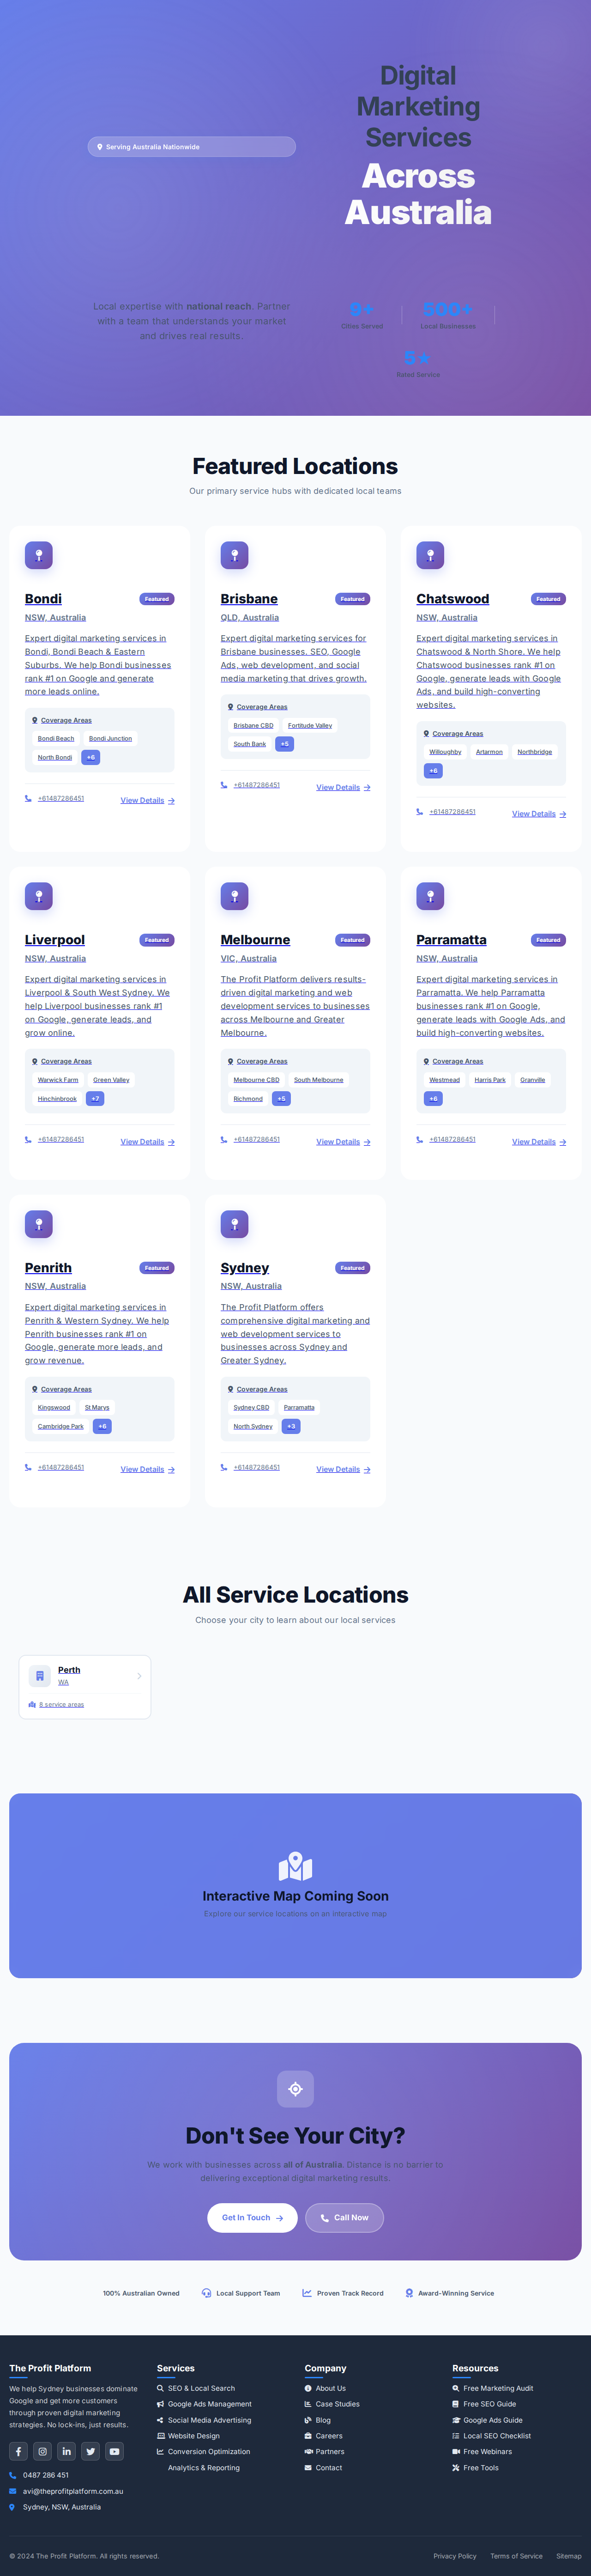 Serving Australia Nationwide
Digital
Marketing
Services
Across
Australia
Local expertise with national reach. Partner
with a team that understands your market
and drives real results.
9+
Cities Served
500+
Local Businesses
5★
Rated Service
Featured Locations
Our primary service hubs with dedicated local teams
Bondi
Featured
NSW, Australia
Expert digital marketing services in
Bondi, Bondi Beach & Eastern
Suburbs. We help Bondi businesses
rank #1 on Google and generate
more leads online.
Coverage Areas
Bondi Beach
Bondi Junction
North Bondi
+6
+61487286451
View Details
Brisbane
Featured
QLD, Australia
Expert digital marketing services for
Brisbane businesses. SEO, Google
Ads, web development, and social
media marketing that drives growth.
Coverage Areas
Brisbane CBD
Fortitude Valley
South Bank
+5
+61487286451
View Details
Chatswood
Featured
NSW, Australia
Expert digital marketing services in
Chatswood & North Shore. We help
Chatswood businesses rank #1 on
Google, generate leads with Google
Ads, and build high-converting
websites.
Coverage Areas
Willoughby
Artarmon
Northbridge
+6
+61487286451
View Details
Liverpool
Featured
NSW, Australia
Expert digital marketing services in
Liverpool & South West Sydney. We
help Liverpool businesses rank #1
on Google, generate leads, and
grow online.
Coverage Areas
Warwick Farm
Green Valley
Hinchinbrook
+7
+61487286451
View Details
Melbourne
Featured
VIC, Australia
The Profit Platform delivers results-
driven digital marketing and web
development services to businesses
across Melbourne and Greater
Melbourne.
Coverage Areas
Melbourne CBD
South Melbourne
Richmond
+5
+61487286451
View Details
Parramatta
Featured
NSW, Australia
Expert digital marketing services in
Parramatta. We help Parramatta
businesses rank #1 on Google,
generate leads with Google Ads, and
build high-converting websites.
Coverage Areas
Westmead
Harris Park
Granville
+6
+61487286451
View Details
Penrith
Featured
NSW, Australia
Expert digital marketing services in
Penrith & Western Sydney. We help
Penrith businesses rank #1 on
Google, generate more leads, and
grow revenue.
Coverage Areas
Kingswood
St Marys
Cambridge Park
+6
+61487286451
View Details
Sydney
Featured
NSW, Australia
The Profit Platform offers
comprehensive digital marketing and
web development services to
businesses across Sydney and
Greater Sydney.
Coverage Areas
Sydney CBD
Parramatta
North Sydney
+3
+61487286451
View Details
All Service Locations
Choose your city to learn about our local services
Perth
WA
8 service areas
Interactive Map Coming Soon
Explore our service locations on an interactive map
Don't See Your City?
We work with businesses across all of Australia. Distance is no barrier to
delivering exceptional digital marketing results.
Get In Touch
Call Now
100% Australian Owned
Local Support Team
Proven Track Record
Award-Winning Service
The Profit Platform
We help Sydney businesses dominate
Google and get more customers
through proven digital marketing
strategies. No lock-ins, just results.
0487 286 451
avi@theprofitplatform.com.au
Sydney, NSW, Australia
Services
SEO & Local Search
Google Ads Management
Social Media Advertising
Website Design
Conversion Optimization
Analytics & Reporting
Company
About Us
Case Studies
Blog
Careers
Partners
Contact
Resources
Free Marketing Audit
Free SEO Guide
Google Ads Guide
Local SEO Checklist
Free Webinars
Free Tools
© 2024 The Profit Platform. All rights reserved.
Privacy Policy
Terms of Service
Sitemap